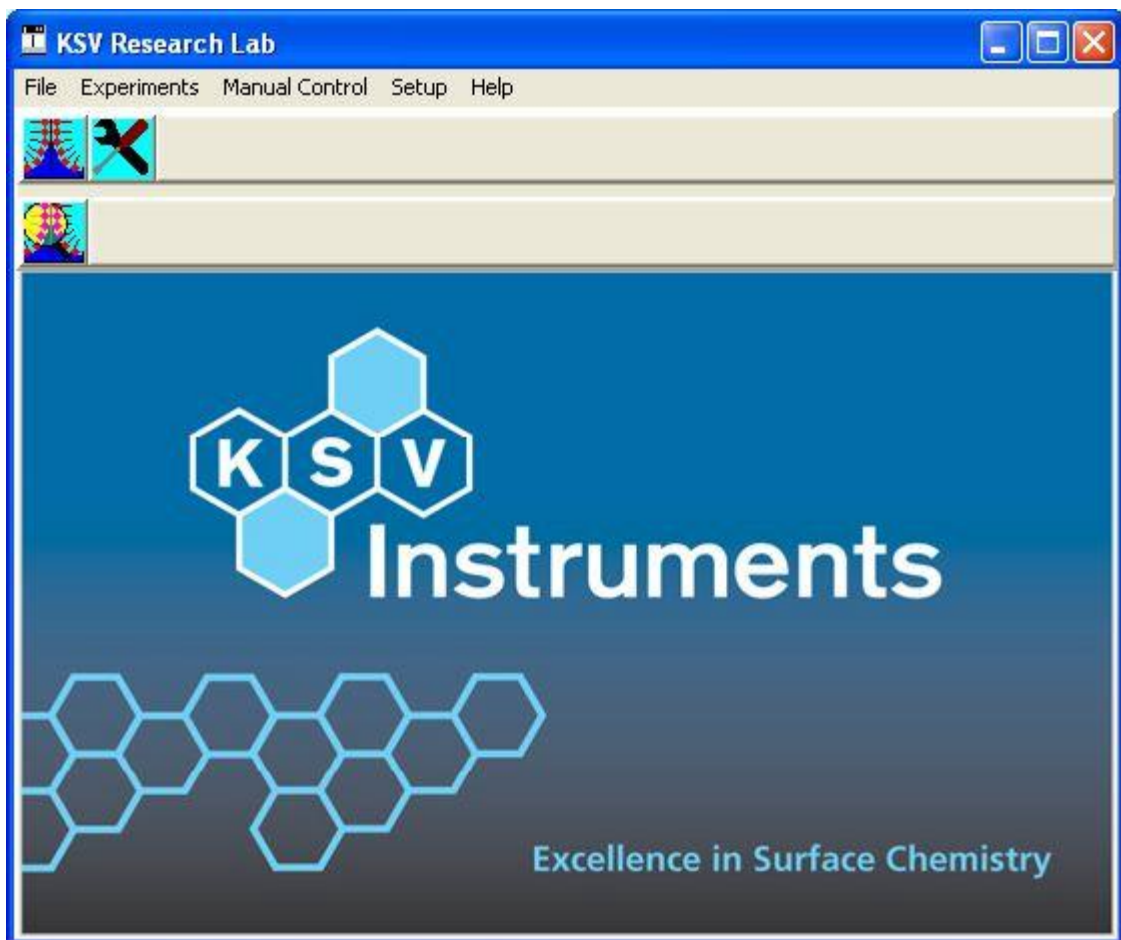 KSV Research Lab
File Experiments Manual Control Setup Help
K S V
Instruments
Excellence in Surface Chemistry